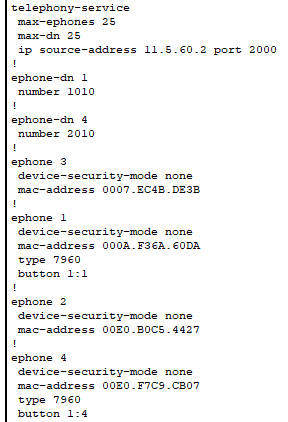 telephony-service
 max-ephones 25
 max-dn 25
 ip source-address 11.5.60.2 port 2000
!
ephone-dn 1
 number 1010
!
ephone-dn 4
 number 2010
!
ephone 3
 device-security-mode none
 mac-address 0007.EC4B.DE3B
!
ephone 1
 device-security-mode none
 mac-address 000A.F36A.60DA
 type 7960
 button 1:1
!
ephone 2
 device-security-mode none
 mac-address 00E0.B0C5.4427
!
ephone 4
 device-security-mode none
 mac-address 00E0.F7C9.CB07
 type 7960
 button 1:4